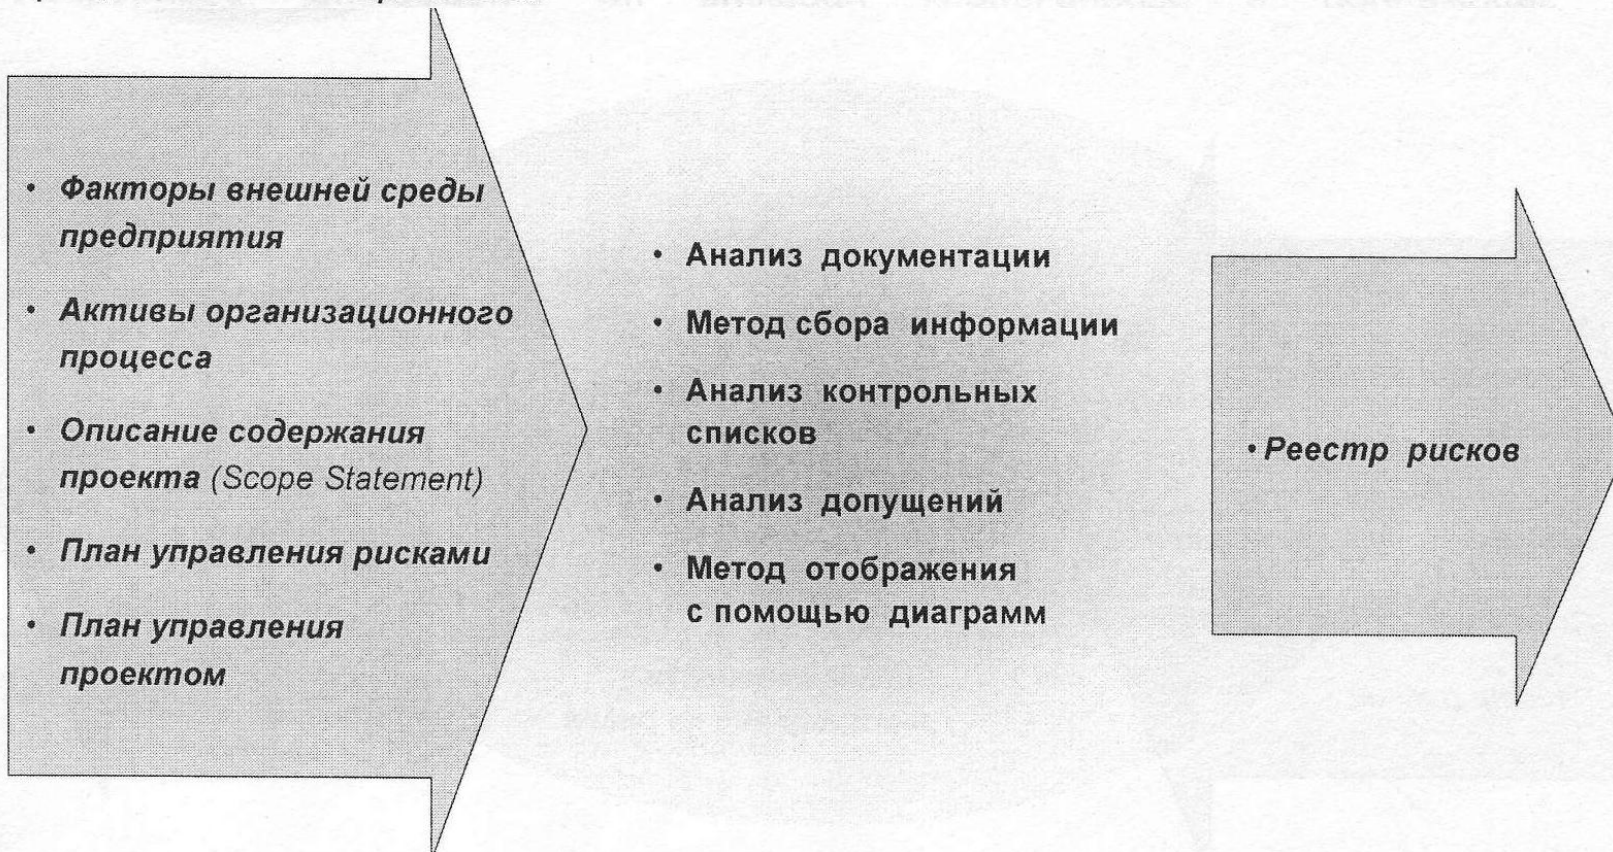 • Факторы внешней среды
предприятия
• Активы организационного
процесса
• Описание содержания
проекта (Scope Statement)
• План управления рисками
• План управления
проектом
• Анализ документации
• Метод сбора информации
• Анализ контрольных
списков
• Анализ допущений
• Метод отображения
с помощью диаграмм
• Реестр рисков